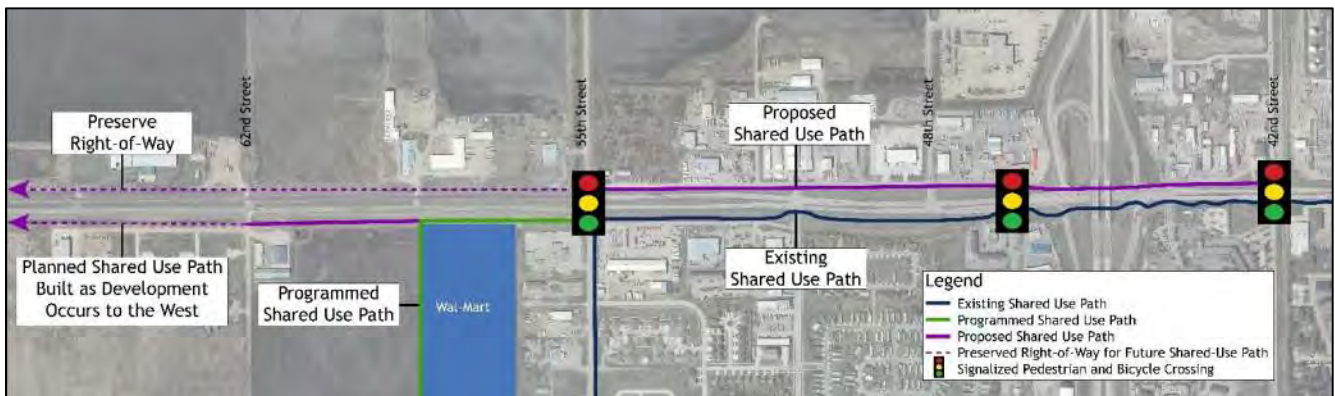 Preserve
Right-of-Way
62nd Street
55th Street
Proposed
Shared Use Path
48th Street
42nd Street
Planned Shared Use Path
Built as Development
Occurs to the West
Programmed
Shared Use Path
Wal-Mart
Existing
Shared Use Path
Legend
Existing Shared Use Path
Programmed Shared Use Path
Proposed Shared Use Path
Preserved Right-of-Way for Future Shared-Use Path
Signalized Pedestrian and Bicycle Crossing